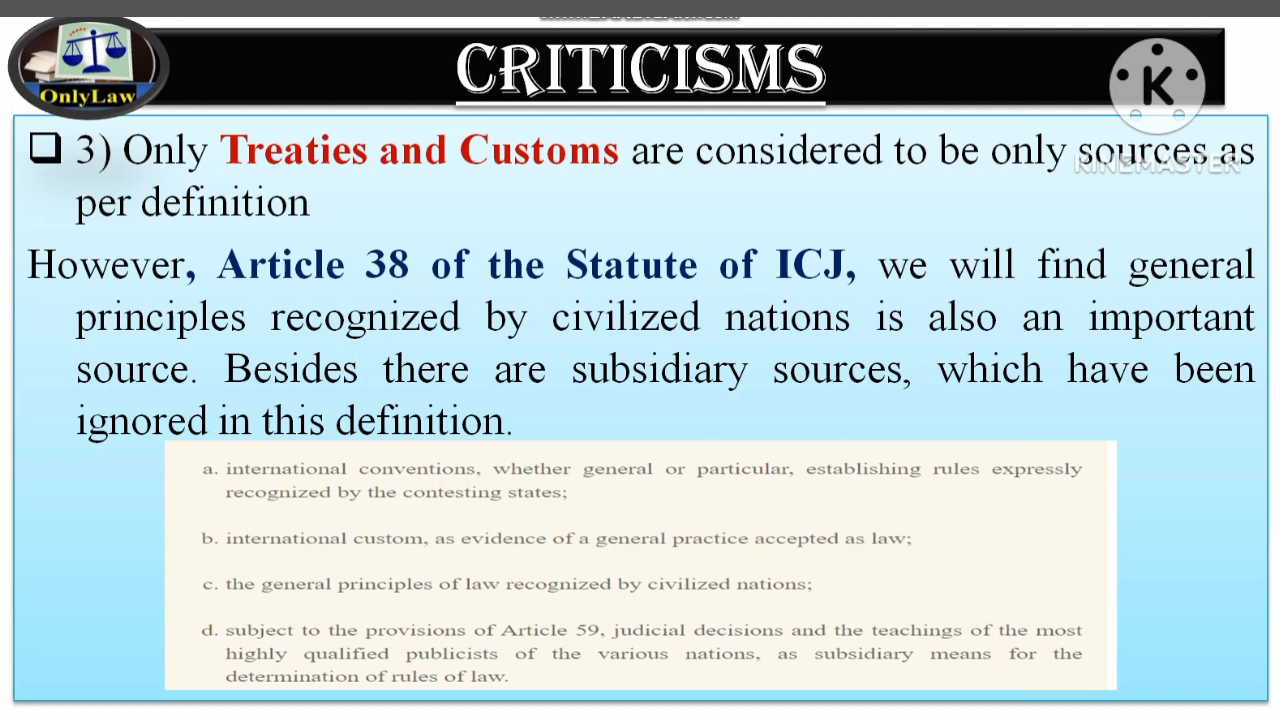 OnlyLaw
CRITICISMS
K
KINEMASTER
❑ 3) Only Treaties and Customs are considered to be only sources as
per definition
However, Article 38 of the Statute of ICJ, we will find general
principles recognized by civilized nations is also an important
source. Besides there are subsidiary sources, which have been
ignored in this definition.
a. international conventions, whether general or particular, establishing rules expressly
recognized by the contesting states;
b. international custom, as evidence of a general practice accepted as law;
c. the general principles of law recognized by civilized nations;
d. subject to the provisions of Article 59, judicial decisions and the teachings of the most
highly qualified publicists of the various nations, as subsidiary means for the
determination of rules of law.